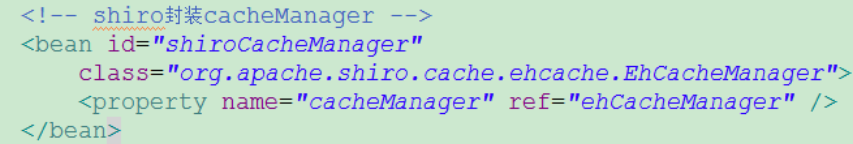 <!-- shiro封装cacheManager -->
<bean id="shiroCacheManager"
class="org.apache.shiro.cache.ehcache.EhCacheManager">
<property name="cacheManager" ref="ehCacheManager" />
</bean>